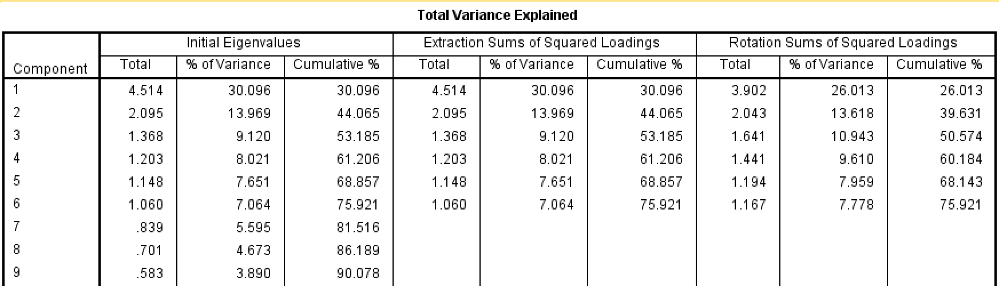 Total Variance Explained
Initial Eigenvalues Extraction Sums of Squared Loadings Rotation Sums of Squared Loadings
Component Total % of Variance Cumulative % Total % of Variance Cumulative % Total % of Variance Cumulative %
1 4.514 30.096 30.096 4.514 30.096 30.096 3.902 26.013 26.013
2 2.095 13.969 44.065 2.095 13.969 44.065 2.043 13.618 39.631
3 1.368 9.120 53.185 1.368 9.120 53.185 1.641 10.943 50.574
4 1.203 8.021 61.206 1.203 8.021 61.206 1.441 9.610 60.184
5 1.148 7.651 68.857 1.148 7.651 68.857 1.194 7.959 68.143
6 1.060 7.064 75.921 1.060 7.064 75.921 1.167 7.778 75.921
7 .839 5.595 81.516
8 .701 4.673 86.189
9 .583 3.890 90.078